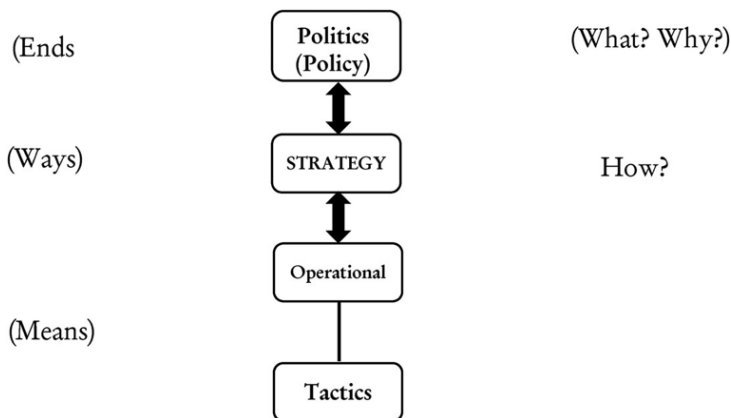 (Ends
Politics
(Policy)
(What? Why?)
(Ways)
STRATEGY
How?
Operational
(Means)
Tactics